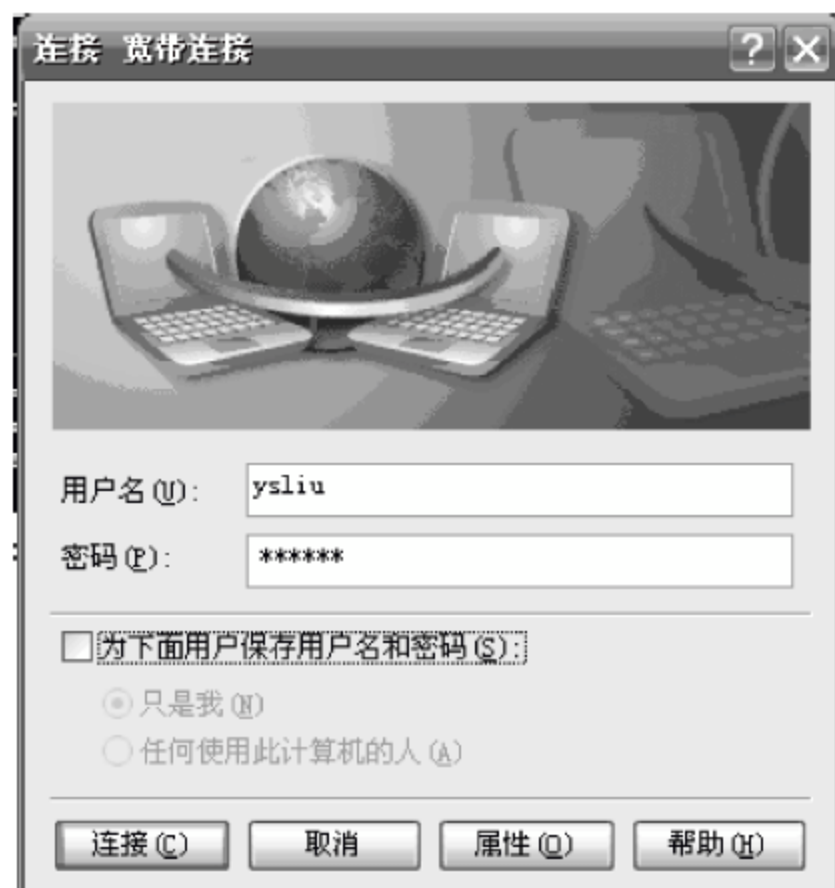 连接 宽带连接
用户名(U): ysliu
密码(P): ******
为下面用户保存用户名和密码(S):
只是我(N)
任何使用此计算机的人(A)
连接(C) 取消 属性(O) 帮助(H)